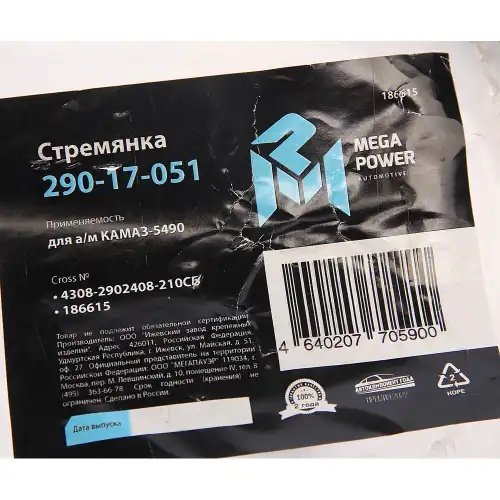 186615
Стремянка
290-17-051
MEGA
POWER
AUTOMOTIVE
Применяемость
для а/м КАМАЗ-5490
Cross №
• 4308-2902408-210СБ
• 186615
Товар не подлежит обязательной сертификации.
Производитель: ООО "Ижевский завод крепежных
изделий". Адрес: 426011, Российская Федерация,
Удмуртская Республика, г. Ижевск, ул. Майская, д. 51,
оф. 27 Официальный представитель на территории
Российской Федерации: ООО "МЕГАПАУЭР" 119034, г.
Москва, пер. М. Левшинский, д.10, помещение IV, тел. 8
(495) 363-66-78 Срок годности (хранения) не
ограничен. Сделано в России.
Дата выпуска
4 640207 705900
100%
2 года
АВТОКОМПОНЕНТ ГОДА
2
HDPE